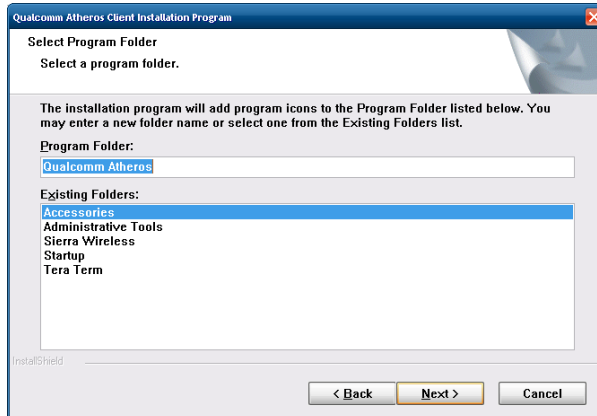 Qualcomm Atheros Client Installation Program
Select Program Folder
Select a program folder.
The installation program will add program icons to the Program Folder listed below. You
may enter a new folder name or select one from the Existing Folders list.
Program Folder:
Qualcomm Atheros
Existing Folders:
Accessories
Administrative Tools
Sierra Wireless
Startup
Tera Term
InstallShield
< Back Next > Cancel